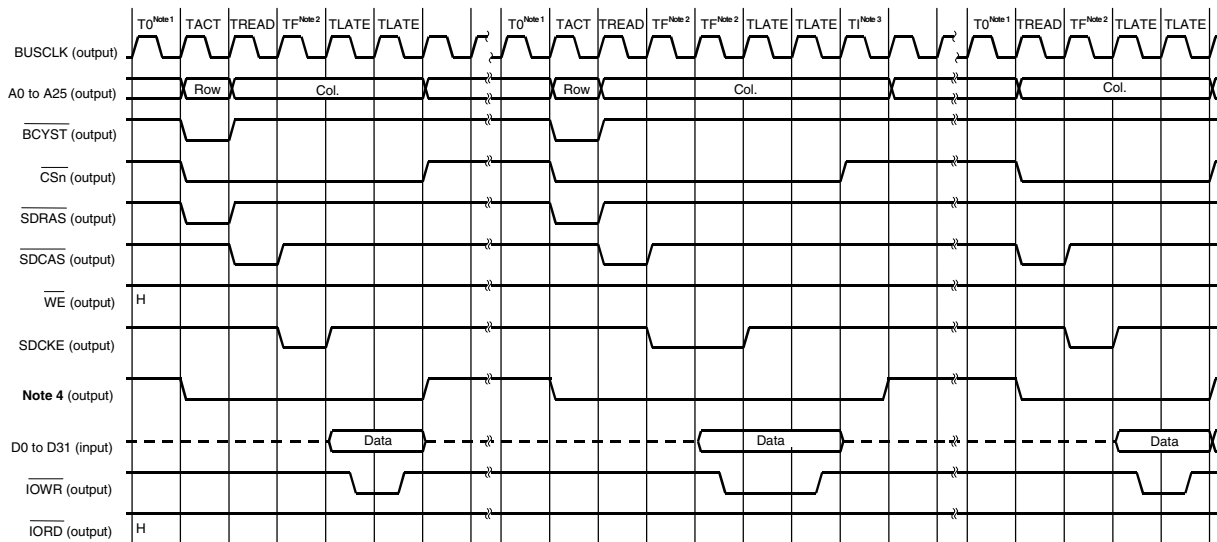 T0Note 1 TACT TREAD TFNote 2 TLATE TLATE T0Note 1 TACT TREAD TFNote 2 TFNote 2 TLATE TLATE TINote 3 T0Note 1 TREAD TFNote 2 TLATE TLATE
BUSCLK (output)
A0 to A25 (output) Row Col. Row Col. Col.
BCYST (output)
CSn (output)
SDRAS (output)
SDCAS (output)
WE (output) H
SDCKE (output)
Note 4 (output)
D0 to D31 (input) Data Data Data
IOWR (output)
IORD (output) H